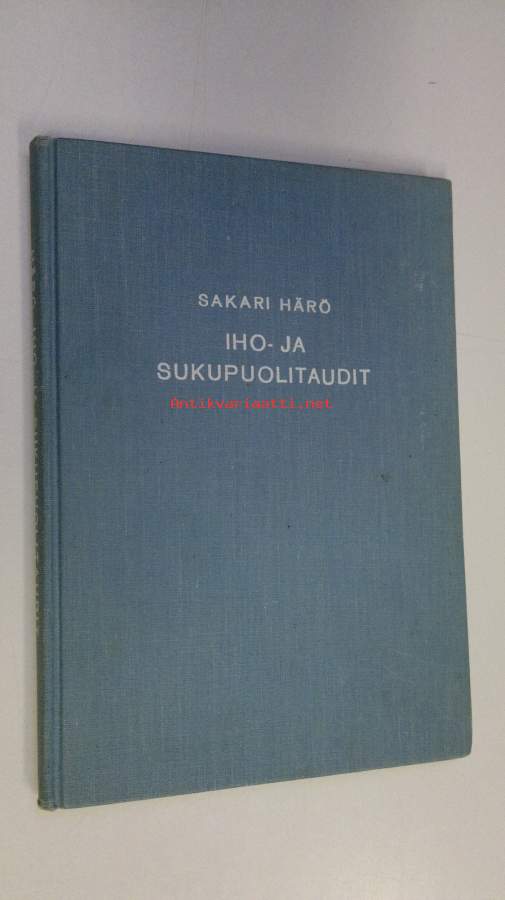 SAKARI HÄRÖ
IHO- JA
SUKUPUOLITAUDIT
Antikvariaatti.net